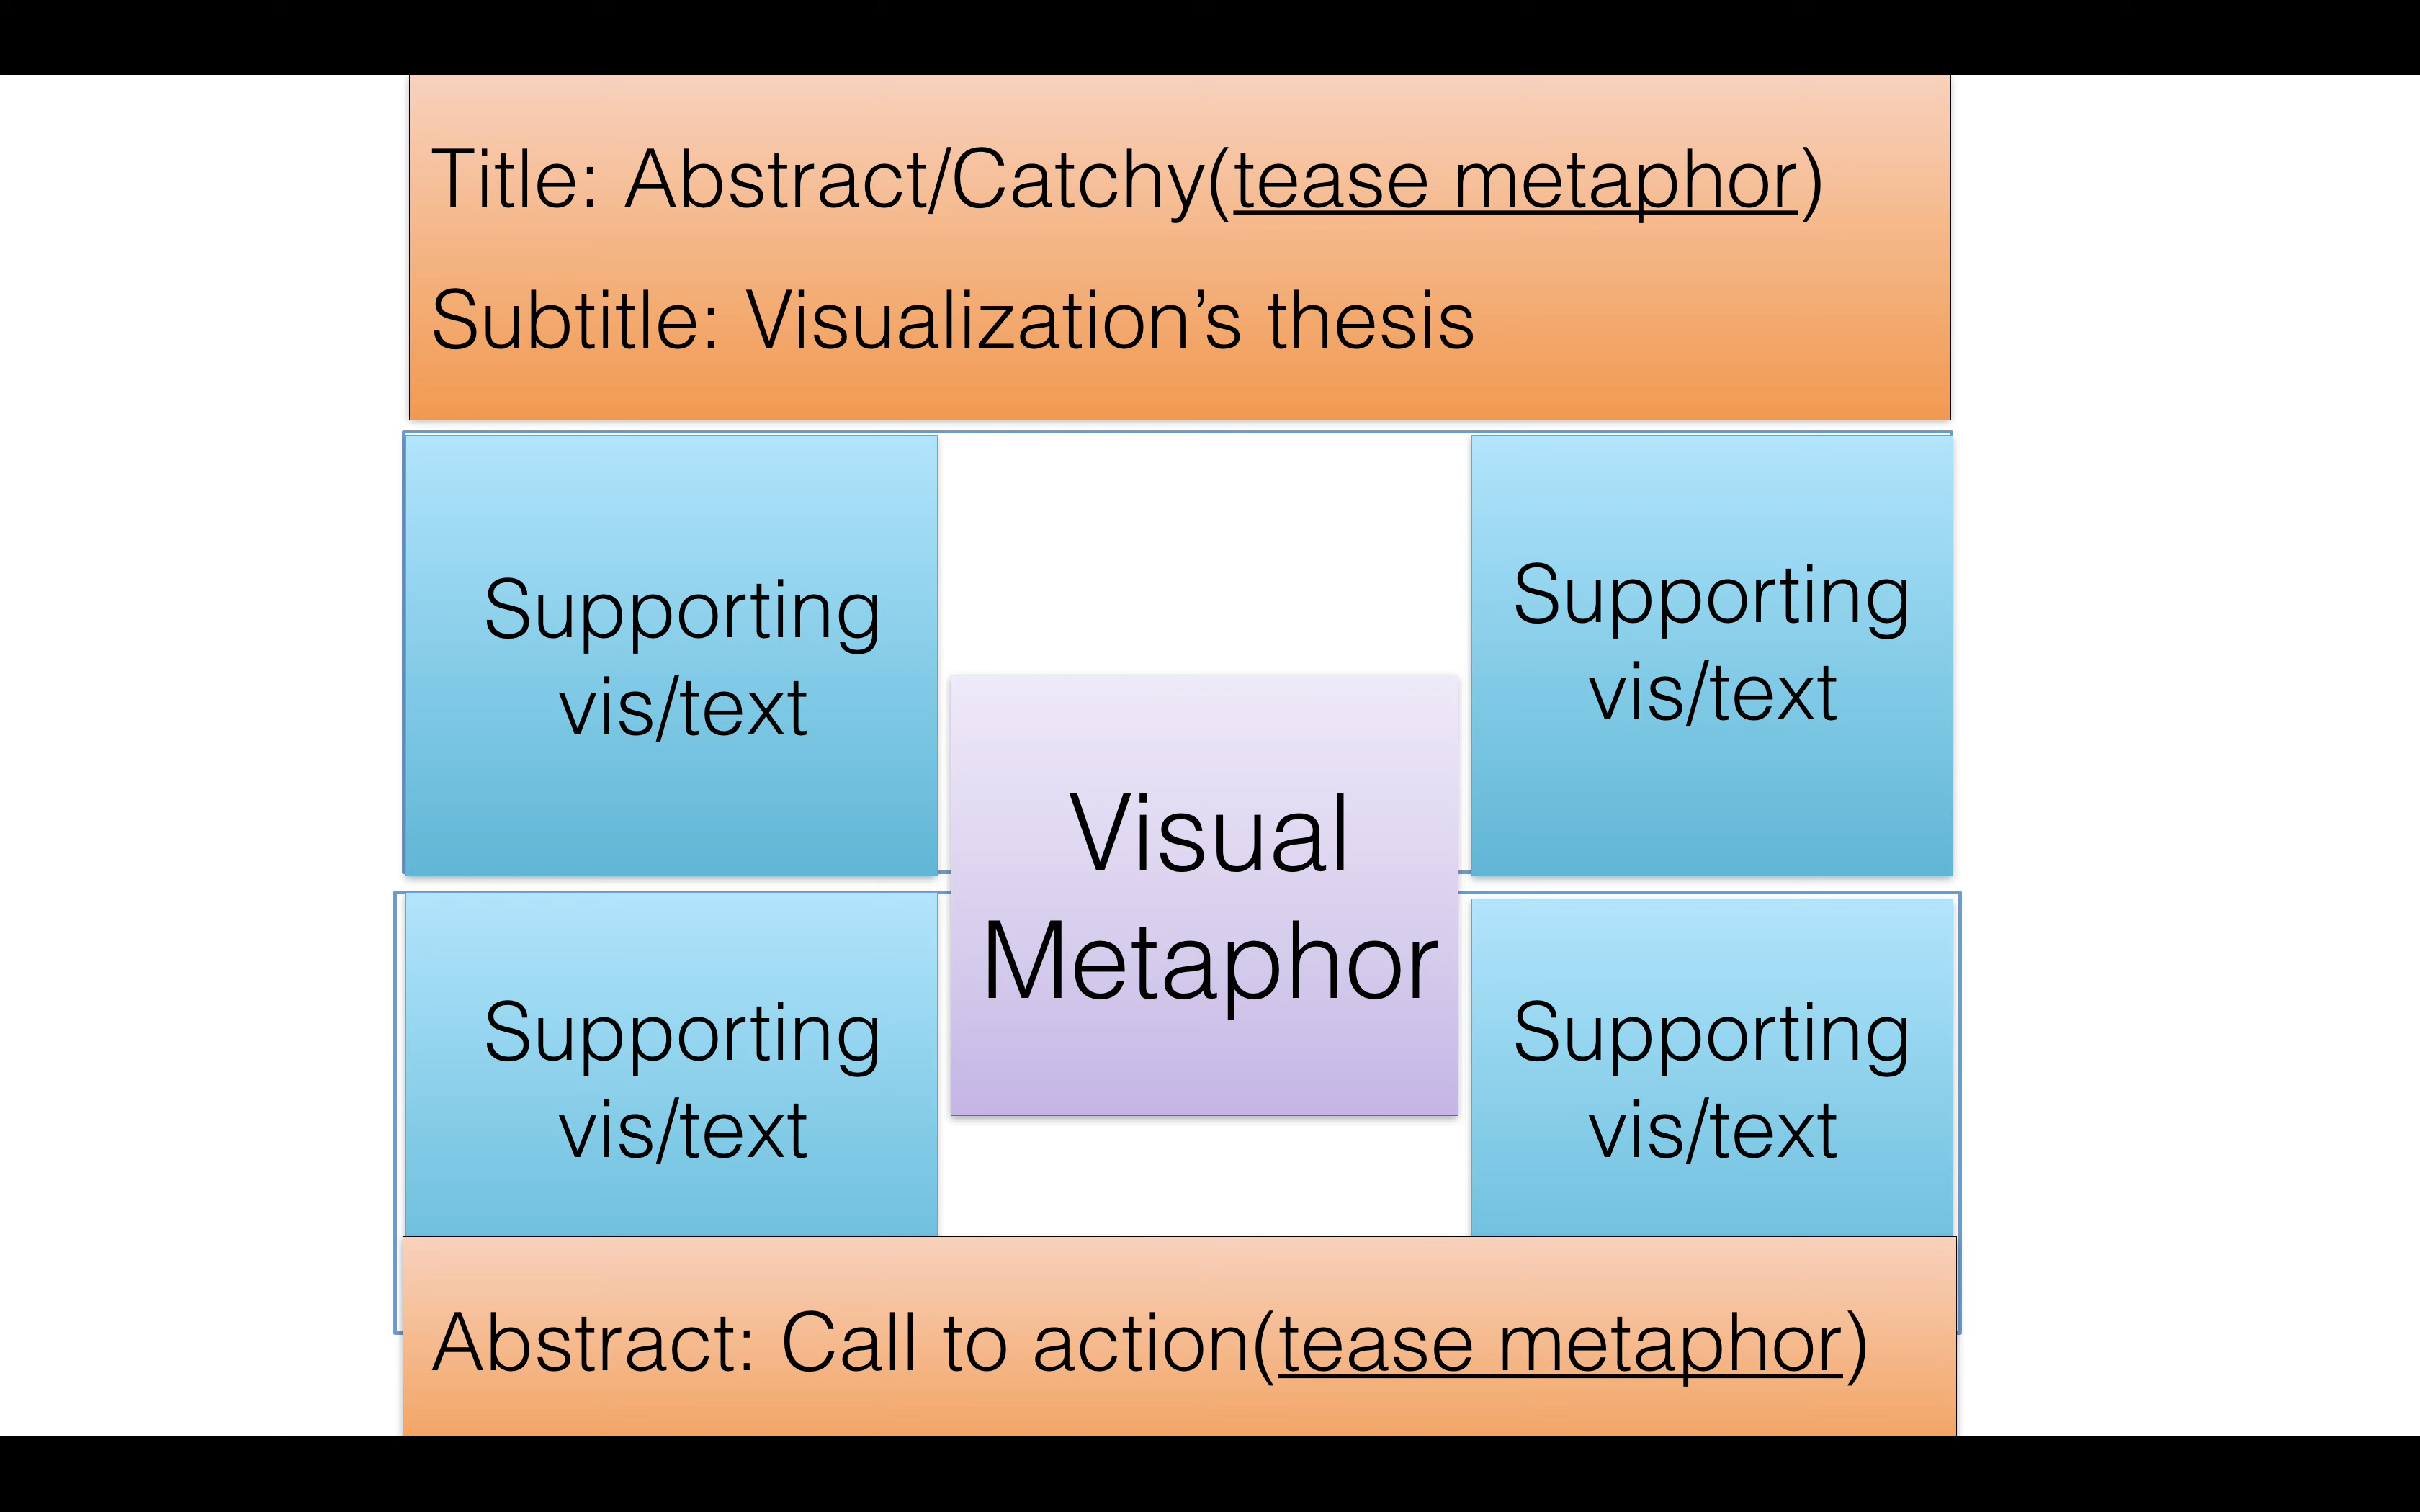 Title: Abstract/Catchy(tease metaphor)
Subtitle: Visualization’s thesis
Supporting
vis/text
Supporting
vis/text
Visual
Metaphor
Supporting
vis/text
Supporting
vis/text
Abstract: Call to action(tease metaphor)